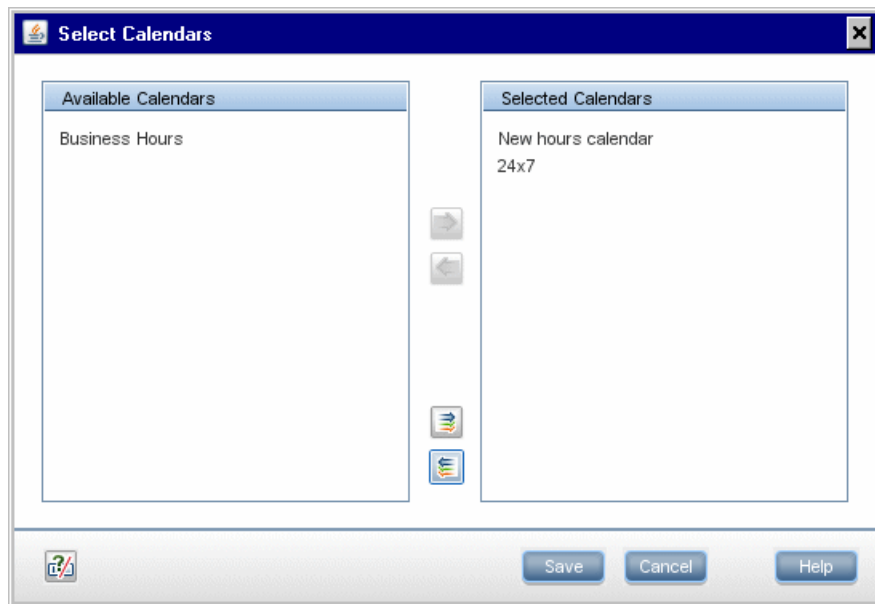 Select Calendars
Available Calendars
Business Hours
Selected Calendars
New hours calendar
24x7
Save
Cancel
Help